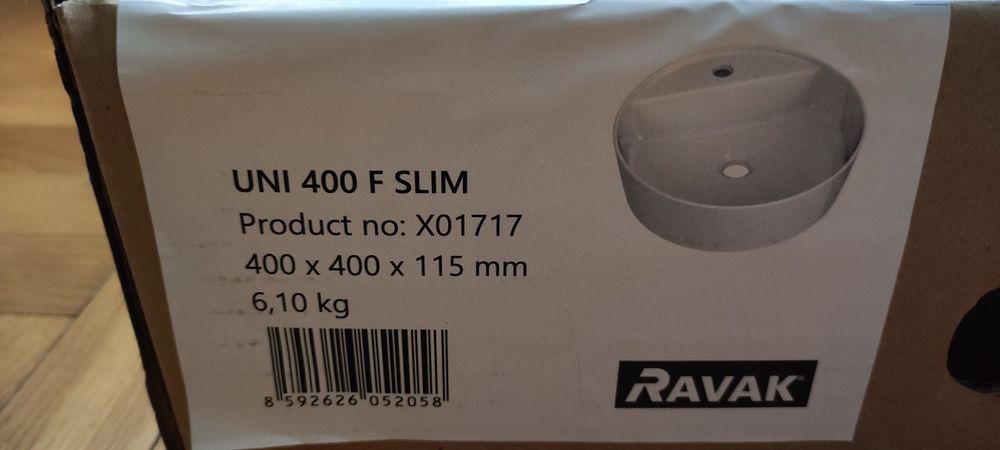 UNI 400 F SLIM
Product no: X01717
400 x 400 x 115 mm
6,10 kg
8 592626 052058
RAVAK